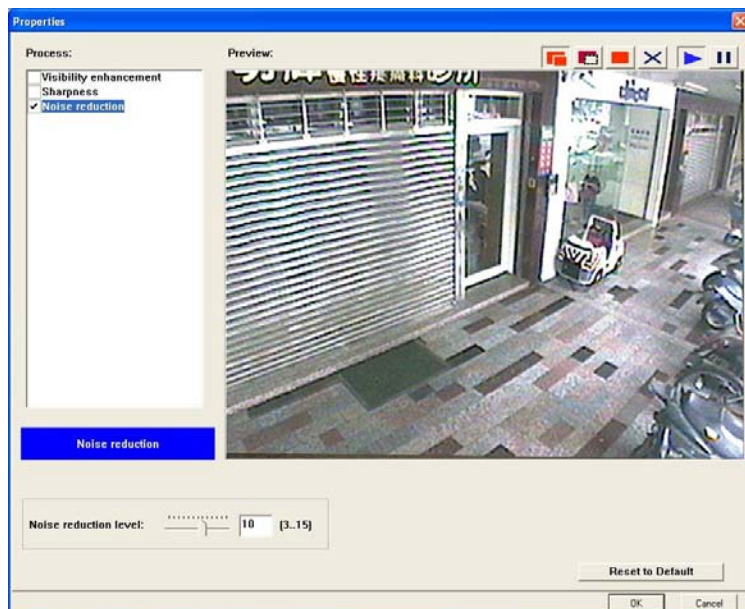 Properties
Process:
Preview:
Visibility enhancement
Sharpness
Noise reduction
Noise reduction
Noise reduction level:
10
[3..15]
Reset to Default
OK
Cancel